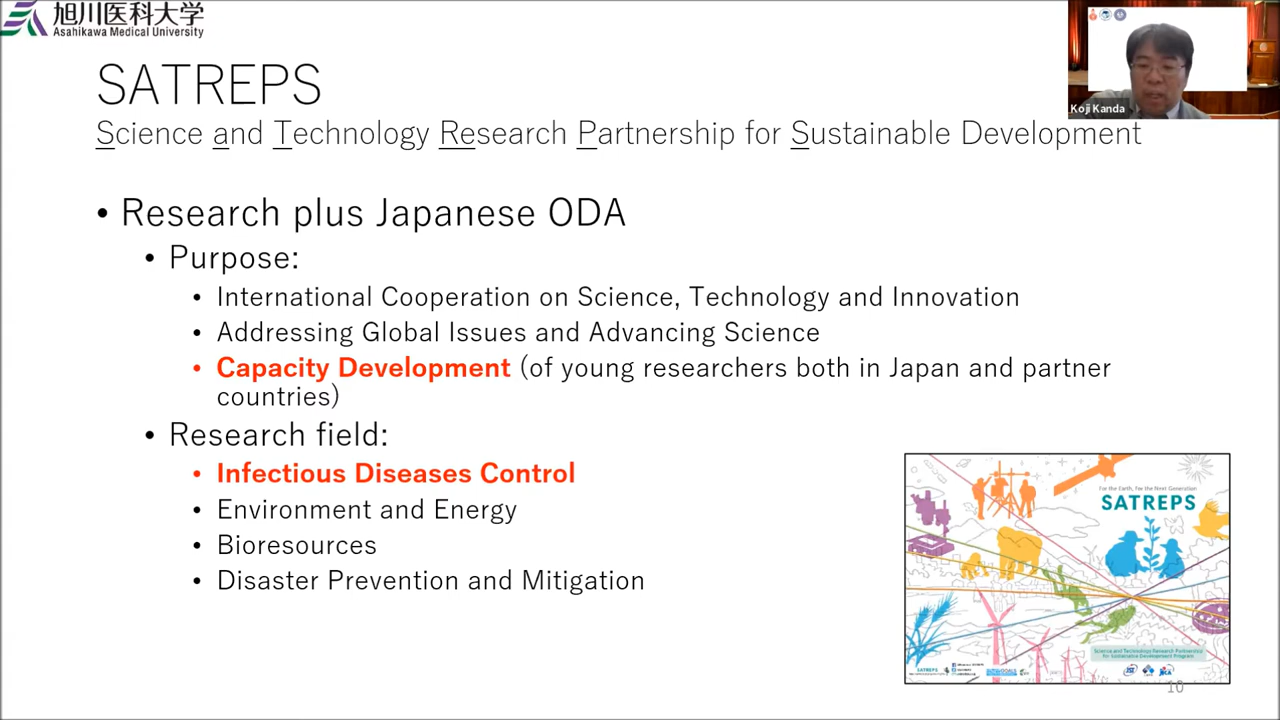 旭川医科大学
Asahikawa Medical University
Koji Kanda
SATREPS
Science and Technology Research Partnership for Sustainable Development
• Research plus Japanese ODA
• Purpose:
• International Cooperation on Science, Technology and Innovation
• Addressing Global Issues and Advancing Science
• Capacity Development (of young researchers both in Japan and partner
countries)
• Research field:
• Infectious Diseases Control
• Environment and Energy
• Bioresources
• Disaster Prevention and Mitigation
For the Earth, For the Next Generation
SATREPS
Science and Technology Research Partnership
for Sustainable Development Program
SATREPS
JICA
10